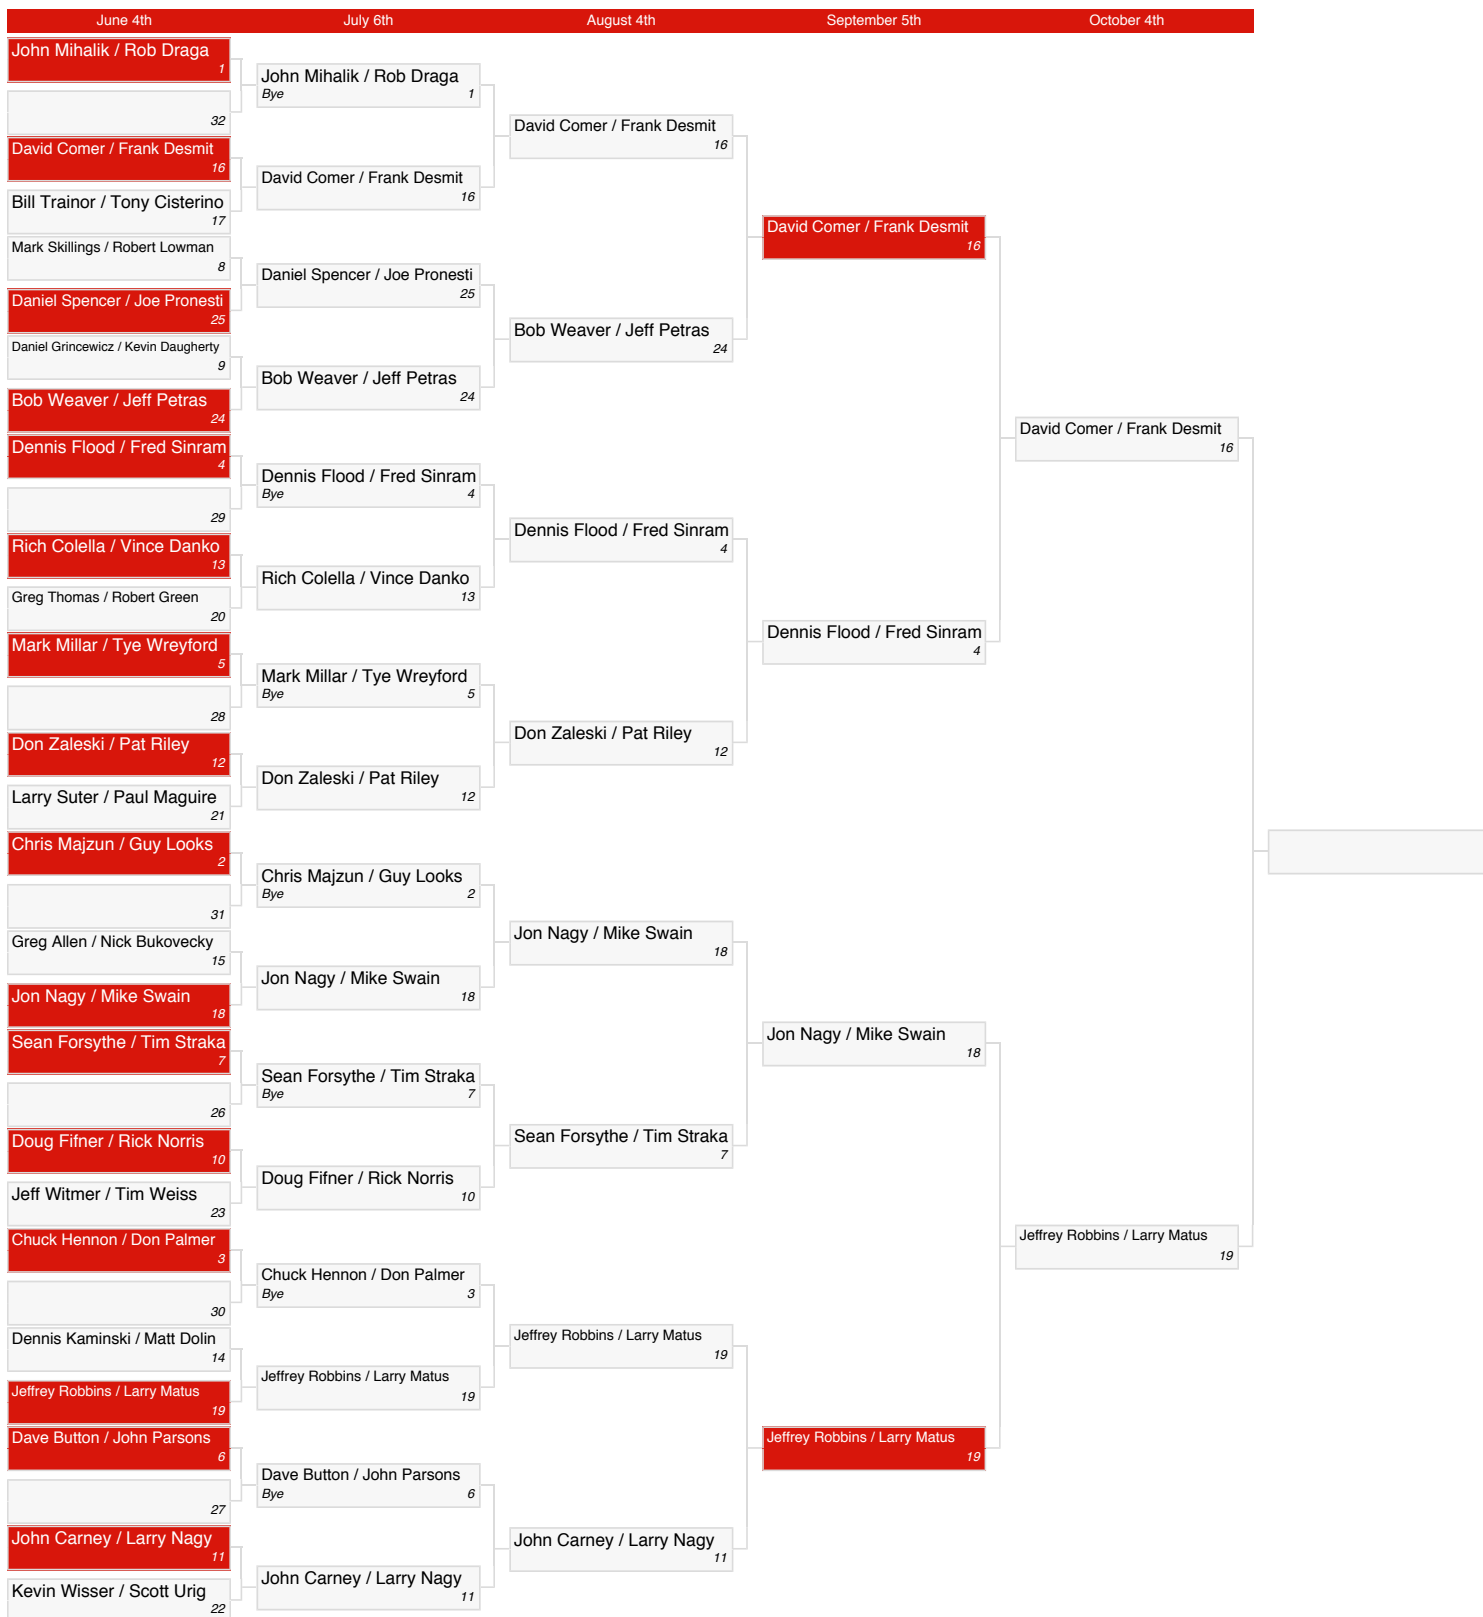 June 4th
July 6th
August 4th
September 5th
October 4th
John Mihalik / Rob Draga
1
32
David Comer / Frank Desmit
16
Bill Trainor / Tony Cisterino
17
Mark Skillings / Robert Lowman
8
Daniel Spencer / Joe Pronesti
25
Daniel Grincewicz / Kevin Daugherty
9
Bob Weaver / Jeff Petras
24
Dennis Flood / Fred Sinram
4
29
Rich Colella / Vince Danko
13
Greg Thomas / Robert Green
20
Mark Millar / Tye Wreyford
5
28
Don Zaleski / Pat Riley
12
Larry Suter / Paul Maguire
21
Chris Majzun / Guy Looks
2
31
Greg Allen / Nick Bukovecky
15
Jon Nagy / Mike Swain
18
Sean Forsythe / Tim Straka
7
26
Doug Fifner / Rick Norris
10
Jeff Witmer / Tim Weiss
23
Chuck Hennon / Don Palmer
3
30
Dennis Kaminski / Matt Dolin
14
Jeffrey Robbins / Larry Matus
19
Dave Button / John Parsons
6
27
John Carney / Larry Nagy
11
Kevin Wisser / Scott Urig
22
John Mihalik / Rob Draga
Bye 1
David Comer / Frank Desmit
16
Daniel Spencer / Joe Pronesti
25
Bob Weaver / Jeff Petras
24
Dennis Flood / Fred Sinram
Bye 4
Rich Colella / Vince Danko
13
Mark Millar / Tye Wreyford
Bye 5
Don Zaleski / Pat Riley
12
Chris Majzun / Guy Looks
Bye 2
Jon Nagy / Mike Swain
18
Sean Forsythe / Tim Straka
Bye 7
Doug Fifner / Rick Norris
10
Chuck Hennon / Don Palmer
Bye 3
Jeffrey Robbins / Larry Matus
19
Dave Button / John Parsons
Bye 6
John Carney / Larry Nagy
11
David Comer / Frank Desmit
16
Bob Weaver / Jeff Petras
24
Dennis Flood / Fred Sinram
4
Don Zaleski / Pat Riley
12
Jon Nagy / Mike Swain
18
Sean Forsythe / Tim Straka
7
Jeffrey Robbins / Larry Matus
19
John Carney / Larry Nagy
11
David Comer / Frank Desmit
16
Dennis Flood / Fred Sinram
4
Jon Nagy / Mike Swain
18
Jeffrey Robbins / Larry Matus
19
David Comer / Frank Desmit
16
Jeffrey Robbins / Larry Matus
19